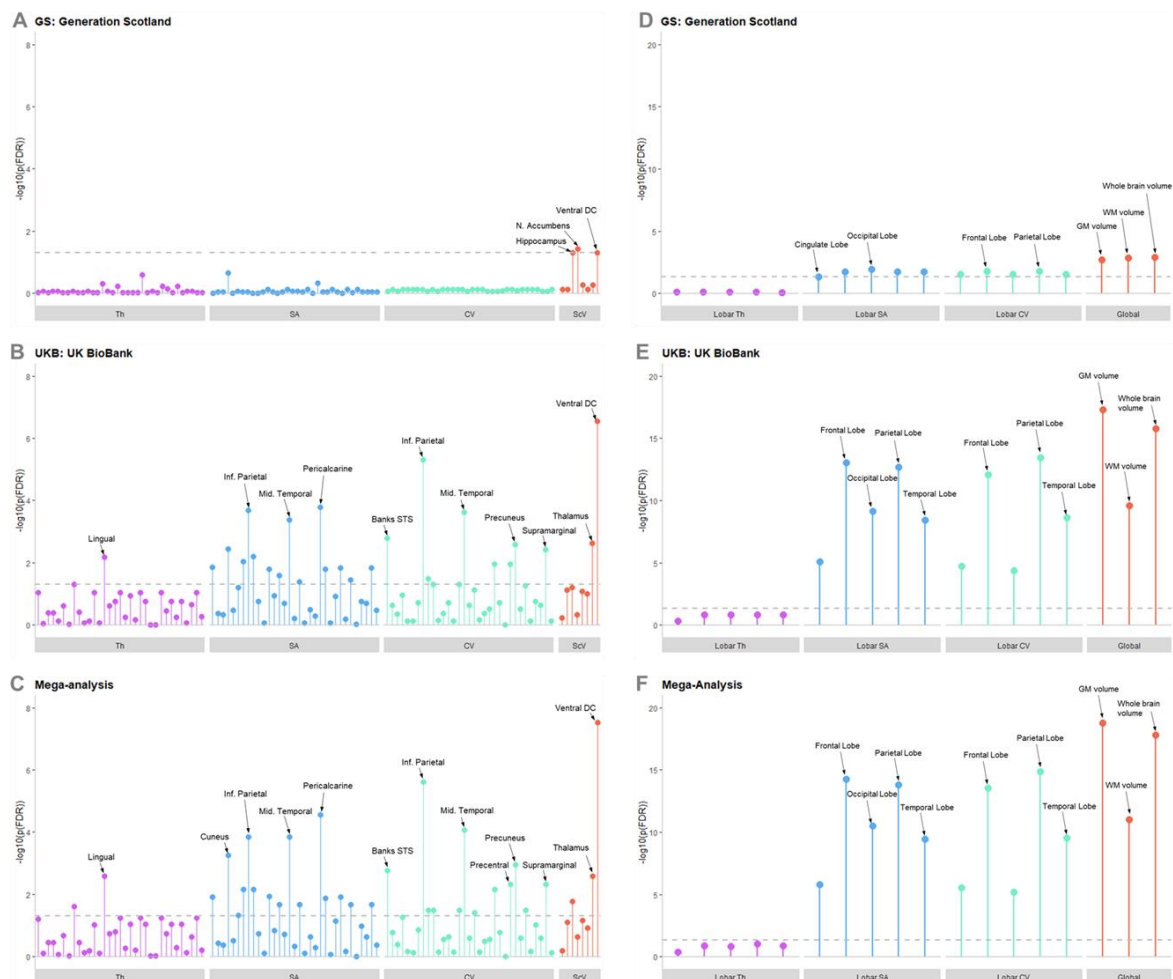 A GS: Generation Scotland
8
6
4
2
0
-log10(p(FDR))
Ventral DC
N. Accumbens
Hippocampus
Th SA CV ScV
D GS: Generation Scotland
20
15
10
5
0
-log10(p(FDR))
Whole brain volume
WM volume
GM volume
Cingulate Lobe
Occipital Lobe
Frontal Lobe
Parietal Lobe
Lobar Th Lobar SA Lobar CV Global
B UKB: UK BioBank
8
6
4
2
0
-log10(p(FDR))
Ventral DC
Inf. Parietal
Pericalcarine
Inf. Parietal
Mid. Temporal
Mid. Temporal
Banks STS
Precuneus
Thalamus
Supramarginal
Lingual
Th SA CV ScV
E UKB: UK BioBank
20
15
10
5
0
-log10(p(FDR))
GM volume
Whole brain
volume
Parietal Lobe
Frontal Lobe
Parietal Lobe
Frontal Lobe
Occipital Lobe
WM volume
Temporal Lobe
Temporal Lobe
Lobar Th Lobar SA Lobar CV Global
C Mega-analysis
8
6
4
2
0
-log10(p(FDR))
Ventral DC
Inf. Parietal
Pericalcarine
Inf. Parietal
Mid. Temporal
Mid. Temporal
Cuneus
Precuneus
Banks STS
Thalamus
Precentral
Supramarginal
Lingual
Th SA CV ScV
F Mega-Analysis
20
15
10
5
0
-log10(p(FDR))
GM volume
Whole brain
volume
Parietal Lobe
Frontal Lobe
Parietal Lobe
Frontal Lobe
WM volume
Occipital Lobe
Temporal Lobe
Temporal Lobe
Lobar Th Lobar SA Lobar CV Global